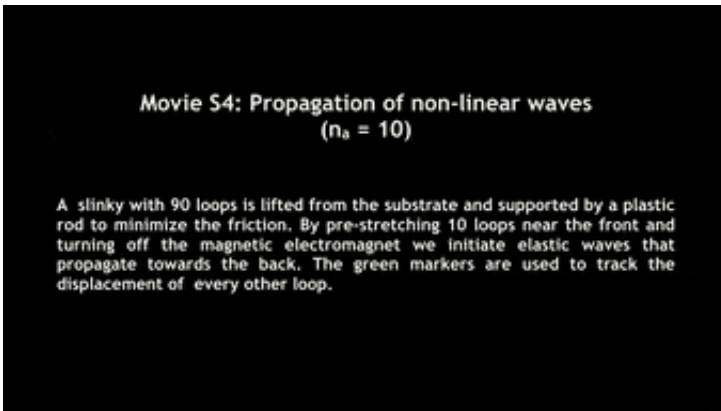 Movie S4: Propagation of non-linear waves
(nₐ = 10)
A slinky with 90 loops is lifted from the substrate and supported by a plastic
rod to minimize the friction. By pre-stretching 10 loops near the front and
turning off the magnetic electromagnet we initiate elastic waves that
propagate towards the back. The green markers are used to track the
displacement of every other loop.